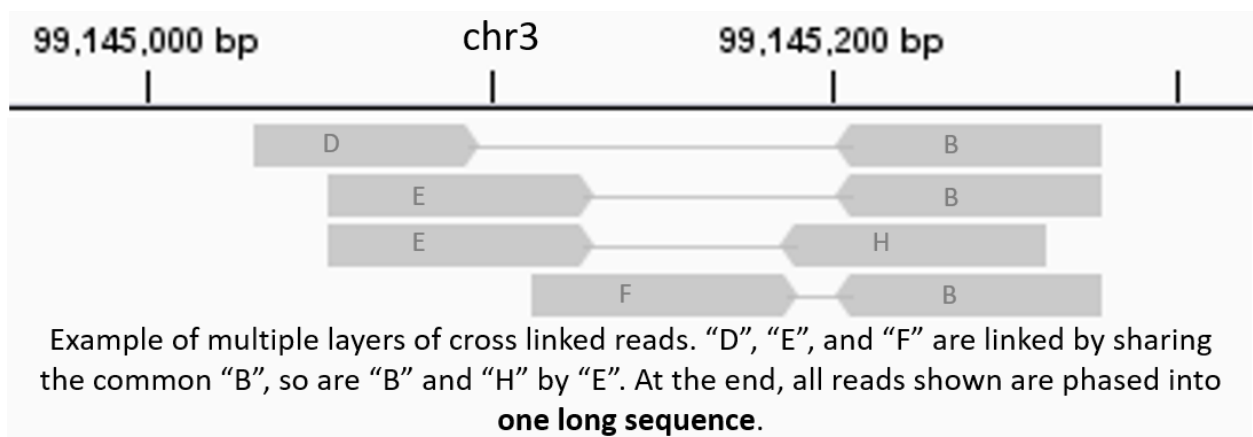 99,145,000 bp chr3 99,145,200 bp
D B
E B
E H
F B
Example of multiple layers of cross linked reads. “D”, “E”, and “F” are linked by sharing
the common “B”, so are “B” and “H” by “E”. At the end, all reads shown are phased into
one long sequence.